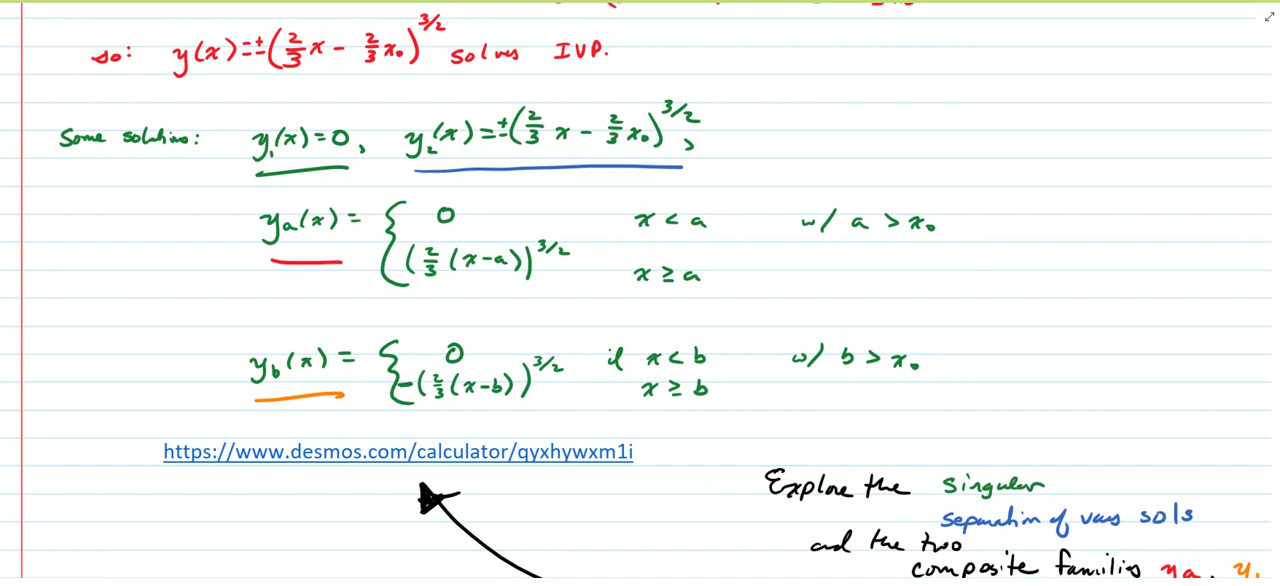 so: y(x)=±(2/3 x - 2/3 x₀)^3/2 solves IVP.
Some solutions: y₁(x)=0, y₂(x)=±(2/3 x - 2/3 x₀)^3/2,
yₐ(x) = { 0 x < a w/ a > x₀
(2/3 (x-a))^3/2 x ≥ a
y_b(x) = { 0 if x < b w/ b > x₀
-(2/3 (x-b))^3/2 x ≥ b
https://www.desmos.com/calculator/qyxhywxm1i
Explore the singular
separation of vars sols
and the two
composite families ya,